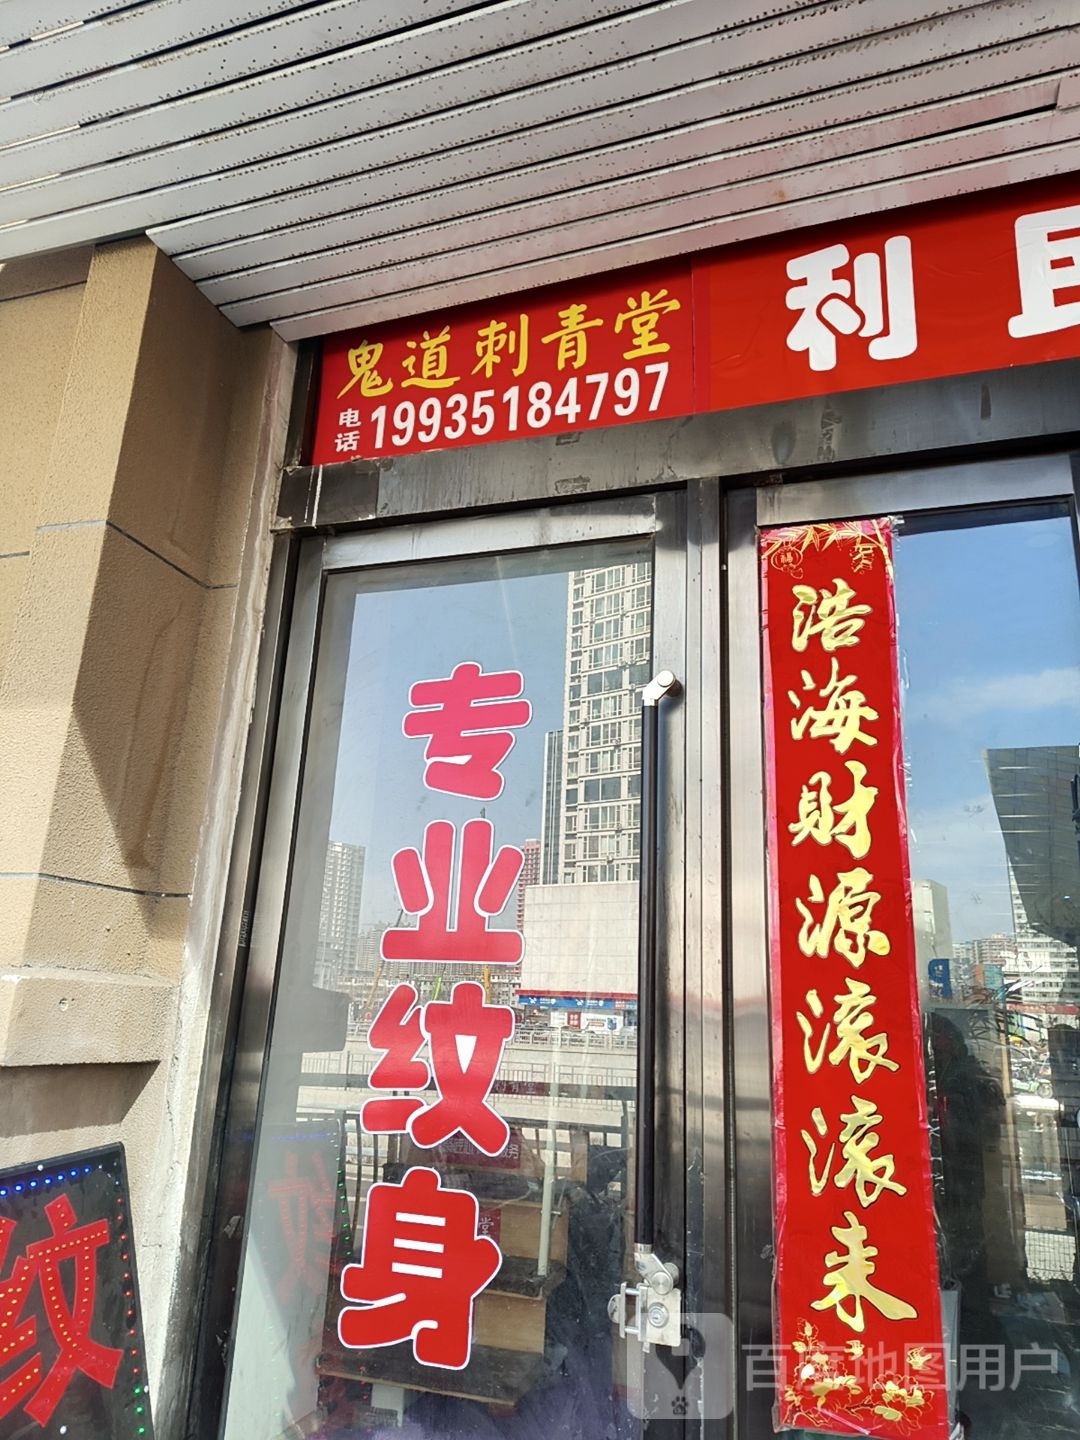 鬼道刺青堂
电话 19935184797
利
专业纹身
福
浩海财源滚滚来
纹
百度地图用户